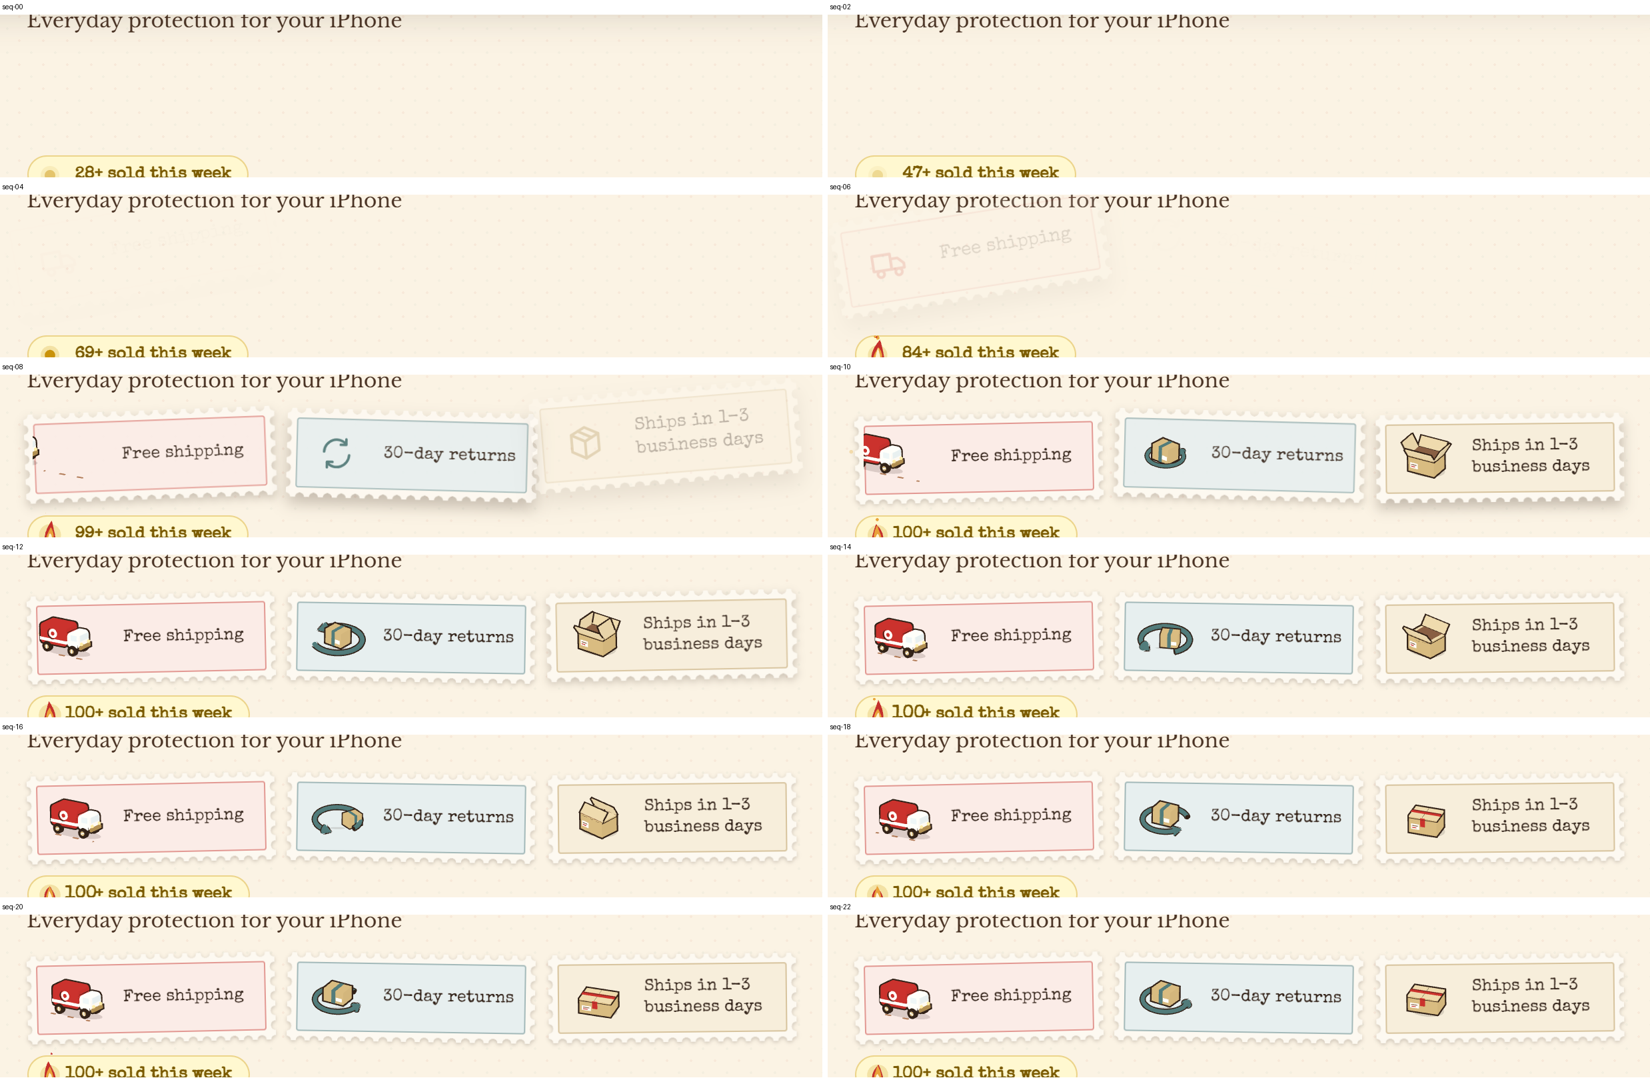 seq-00
Everyday protection for your iPhone
28+ sold this week
seq-02
Everyday protection for your iPhone
47+ sold this week
seq-04
Everyday protection for your iPhone
Free shipping
69+ sold this week
seq-06
Everyday protection for your iPhone
Free shipping
84+ sold this week
seq-08
Everyday protection for your iPhone
Free shipping
30-day returns
Ships in 1-3
business days
99+ sold this week
seq-10
Everyday protection for your iPhone
Free shipping
30-day returns
Ships in 1-3
business days
100+ sold this week
seq-12
Everyday protection for your iPhone
Free shipping
30-day returns
Ships in 1-3
business days
100+ sold this week
seq-14
Everyday protection for your iPhone
Free shipping
30-day returns
Ships in 1-3
business days
100+ sold this week
seq-16
Everyday protection for your iPhone
Free shipping
30-day returns
Ships in 1-3
business days
100+ sold this week
seq-18
Everyday protection for your iPhone
Free shipping
30-day returns
Ships in 1-3
business days
100+ sold this week
seq-20
Everyday protection for your iPhone
Free shipping
30-day returns
Ships in 1-3
business days
100+ sold this week
seq-22
Everyday protection for your iPhone
Free shipping
30-day returns
Ships in 1-3
business days
100+ sold this week